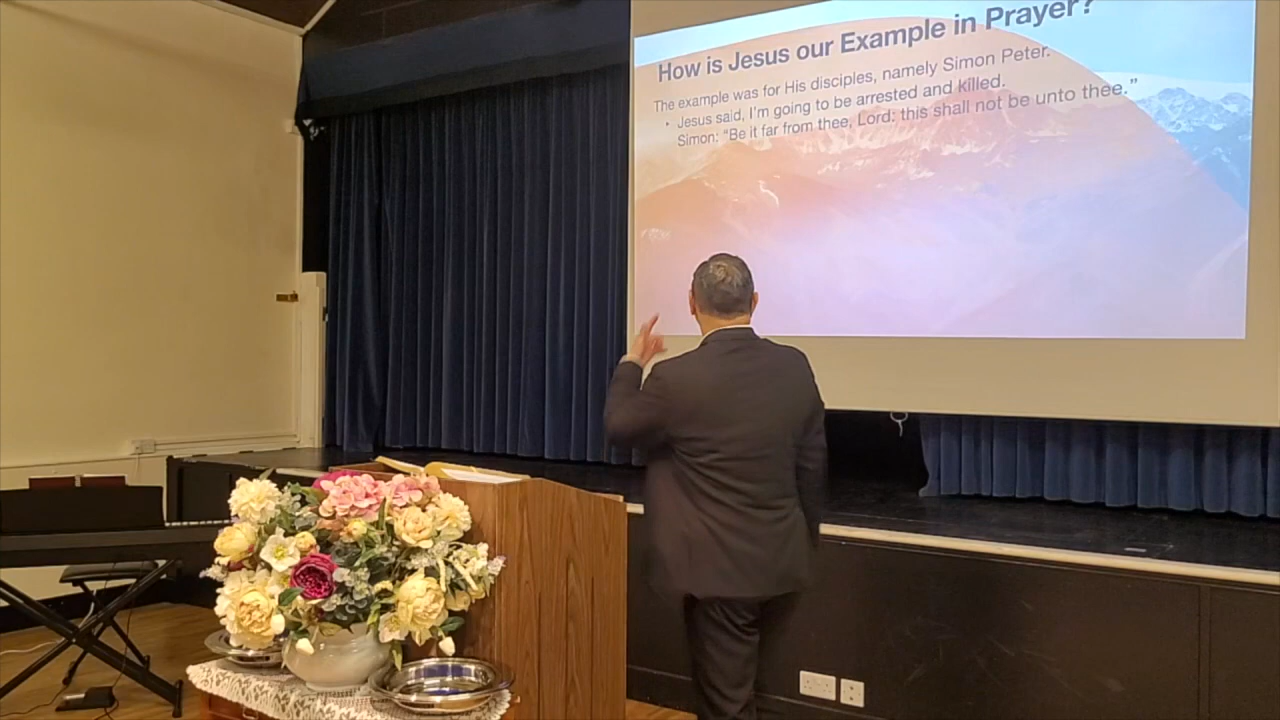 How is Jesus our Example in Prayer?
The example was for His disciples, namely Simon Peter.
• Jesus said, I'm going to be arrested and killed.
Simon: “Be it far from thee, Lord: this shall not be unto thee.”